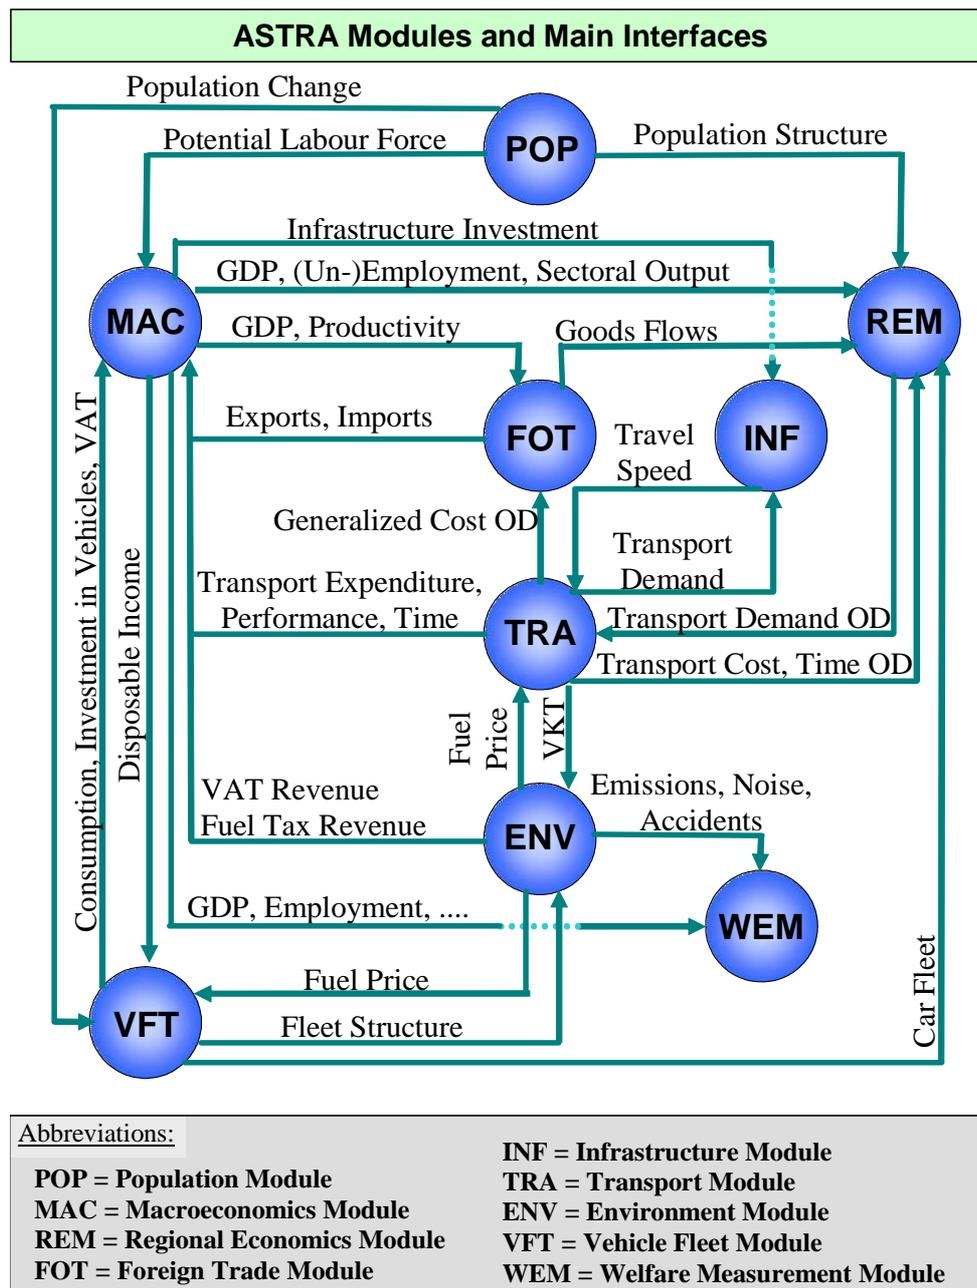 ASTRA Modules and Main Interfaces
Population Change
Potential Labour Force
POP
Population Structure
Infrastructure Investment
GDP, (Un-)Employment, Sectoral Output
MAC
REM
GDP, Productivity
Goods Flows
Exports, Imports
FOT
Travel
Speed
INF
Generalized Cost OD
Transport
Demand
Transport Expenditure,
Performance, Time
TRA
Transport Demand OD
Transport Cost, Time OD
Consumption, Investment in Vehicles, VAT
Disposable Income
Fuel
Price
VKT
VAT Revenue
Fuel Tax Revenue
ENV
Emissions, Noise,
Accidents
GDP, Employment, ....
WEM
Fuel Price
VFT
Fleet Structure
Car Fleet
Abbreviations:
POP = Population Module
MAC = Macroeconomics Module
REM = Regional Economics Module
FOT = Foreign Trade Module
INF = Infrastructure Module
TRA = Transport Module
ENV = Environment Module
VFT = Vehicle Fleet Module
WEM = Welfare Measurement Module